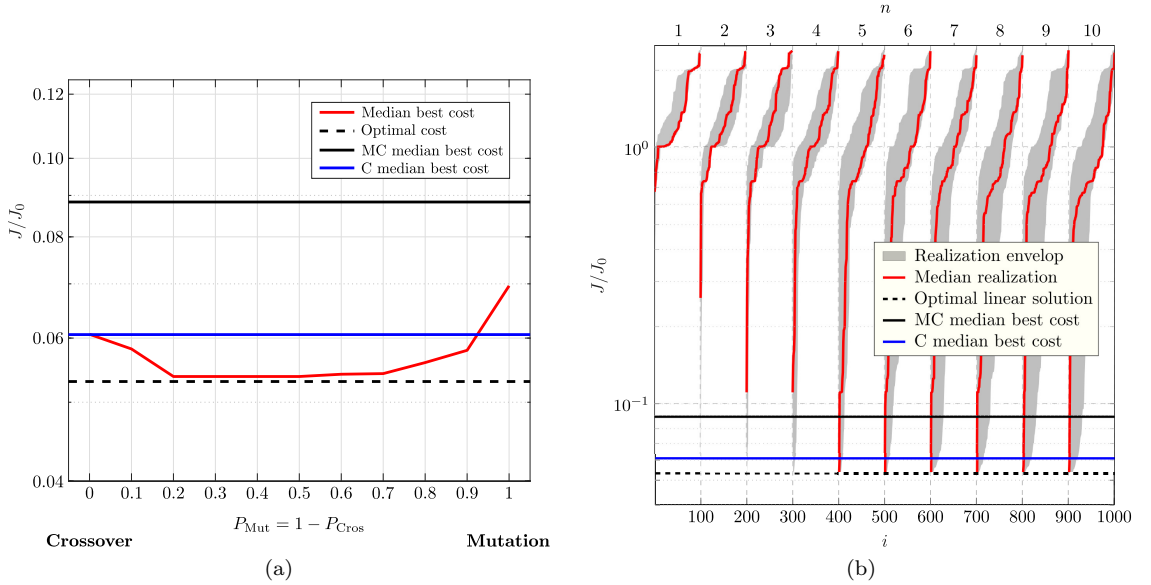 n
1 2 3 4 5 6 7 8 9 10
0.12
0.10
0.08
0.06
0.04
J/J₀
Median best cost
Optimal cost
MC median best cost
C median best cost
0 0.1 0.2 0.3 0.4 0.5 0.6 0.7 0.8 0.9 1
P_Mut = 1 − P_Cros
Crossover Mutation
(a)
10⁰
10⁻¹
J/J₀
Realization envelop
Median realization
Optimal linear solution
MC median best cost
C median best cost
100 200 300 400 500 600 700 800 900 1000
i
(b)